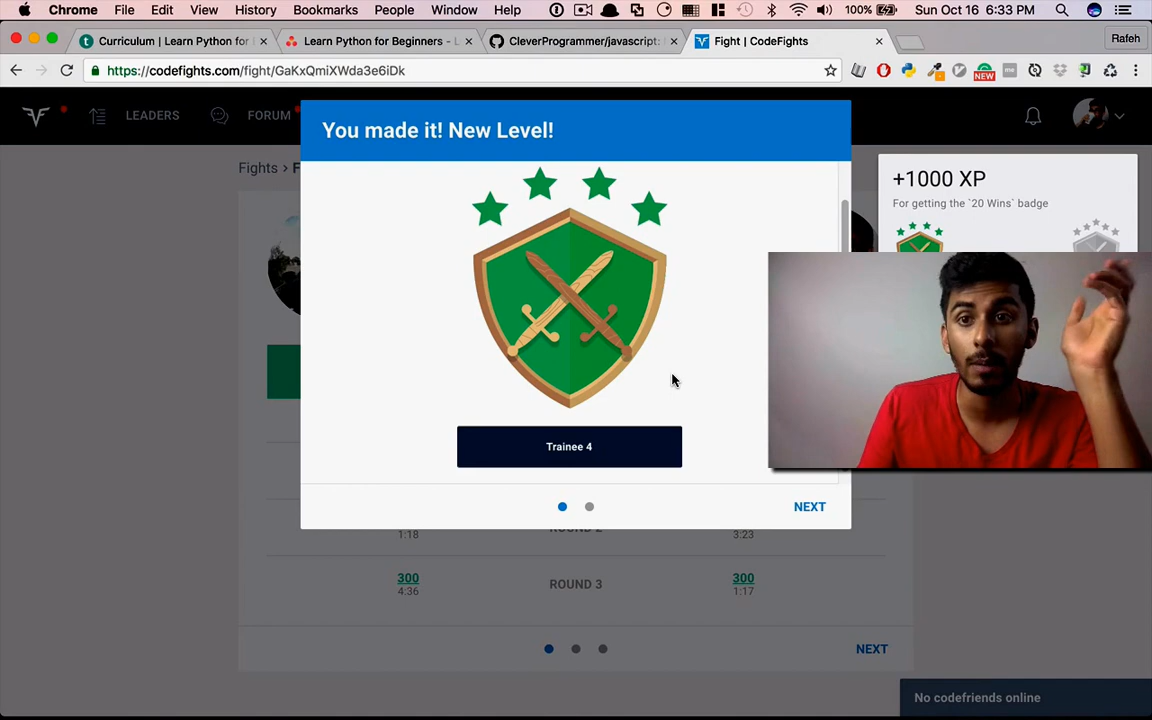 Chrome File Edit View History Bookmarks People Window Help 100% Sun Oct 16 6:33 PM
Curriculum | Learn Python for
Learn Python for Beginners - L
CleverProgrammer/javascript:
Fight | CodeFights
Rafeh
https://codefights.com/fight/GaKxQmiXWda3e6iDk
NEW
LEADERS
FORUM
You made it! New Level!
Fights > F
+1000 XP
For getting the `20 Wins` badge
Trainee 4
NEXT
ROUND 2
1:18
3:23
300
ROUND 3
300
4:36
1:17
NEXT
No codefriends online